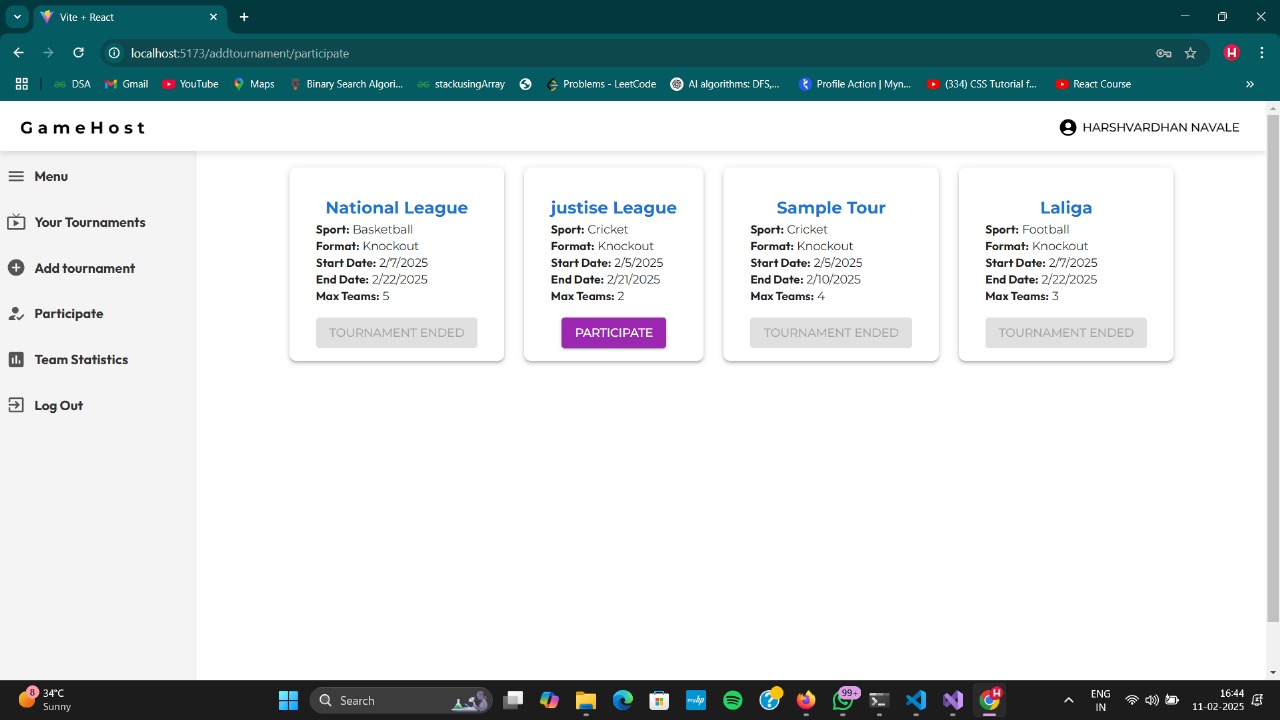 Vite + React
localhost:5173/addtournament/participate
DSA
Gmail
YouTube
Maps
Binary Search Algori...
stackusingArray
Problems - LeetCode
AI algorithms: DFS,...
Profile Action | Myn...
(334) CSS Tutorial f...
React Course
GameHost
HARSHVARDHAN NAVALE
Menu
Your Tournaments
Add tournament
Participate
Team Statistics
Log Out
National League
Sport: Basketball
Format: Knockout
Start Date: 2/7/2025
End Date: 2/22/2025
Max Teams: 5
TOURNAMENT ENDED
justise League
Sport: Cricket
Format: Knockout
Start Date: 2/5/2025
End Date: 2/21/2025
Max Teams: 2
PARTICIPATE
Sample Tour
Sport: Cricket
Format: Knockout
Start Date: 2/5/2025
End Date: 2/10/2025
Max Teams: 4
TOURNAMENT ENDED
Laliga
Sport: Football
Format: Knockout
Start Date: 2/7/2025
End Date: 2/22/2025
Max Teams: 3
TOURNAMENT ENDED
8
34°C
Sunny
Search
myhp
99+
H
ENG
IN
16:44
11-02-2025